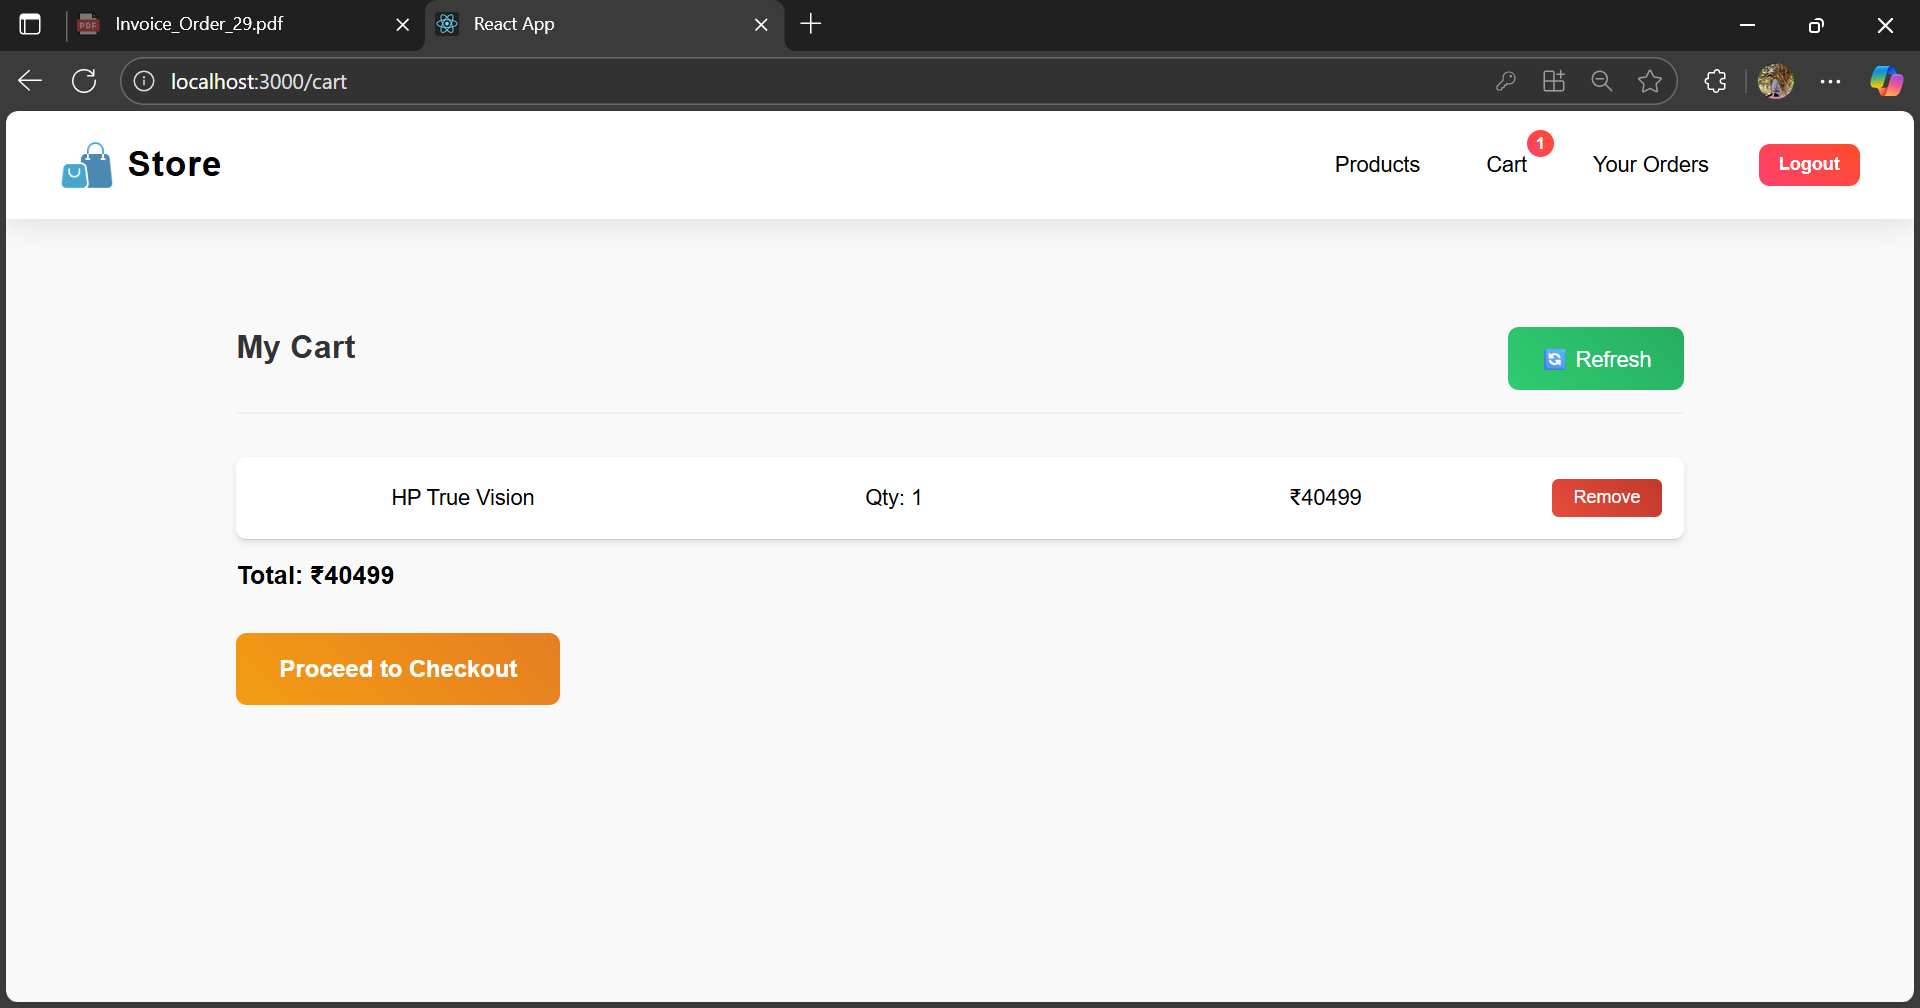 Invoice_Order_29.pdf
React App
localhost:3000/cart
Store
Products
Cart
1
Your Orders
Logout
My Cart
Refresh
HP True Vision
Qty: 1
₹40499
Remove
Total: ₹40499
Proceed to Checkout